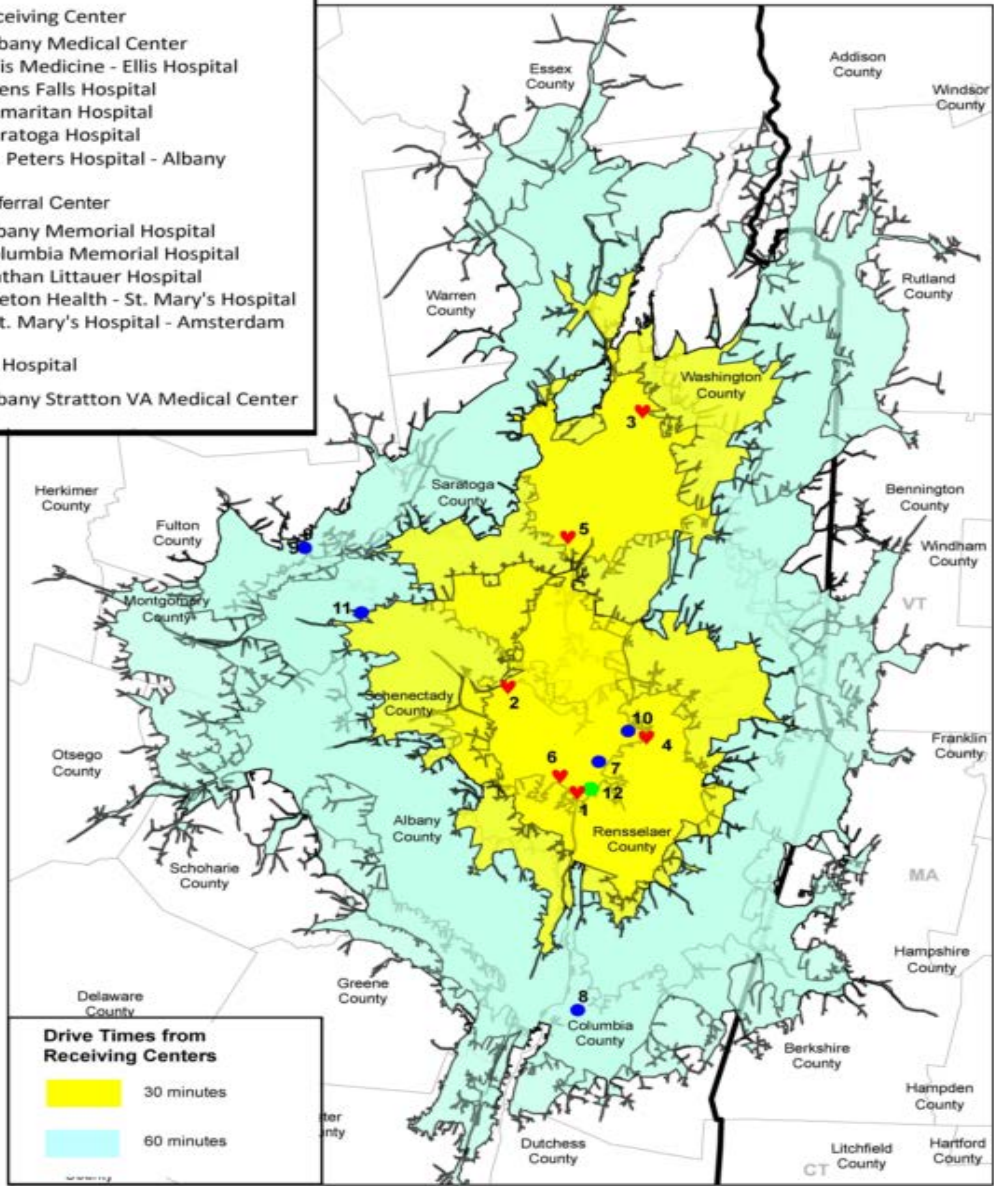 ceiving Center
bany Medical Center
is Medicine - Ellis Hospital
ens Falls Hospital
maritan Hospital
ratoga Hospital
Peters Hospital - Albany
ferral Center
bany Memorial Hospital
lumbia Memorial Hospital
than Littauer Hospital
eton Health - St. Mary's Hospital
t. Mary's Hospital - Amsterdam
Hospital
bany Stratton VA Medical Center
Essex
County
Addison
County
Windsor
County
Warren
County
Rutland
County
Washington
County
3
Herkimer
County
Saratoga
County
Bennington
County
Fulton
County
5
9
Windham
County
Montgomery
County
11
VT
Schenectady
County
2
10
4
Franklin
County
Otsego
County
6
7
12
1
Albany
County
Rensselaer
County
Schoharie
County
MA
Hampshire
County
Greene
County
Delaware
County
8
Columbia
County
Berkshire
County
Drive Times from
Receiving Centers
30 minutes
60 minutes
Hampden
County
ter
nty
Dutchess
County
Litchfield
County
Hartford
County
CT